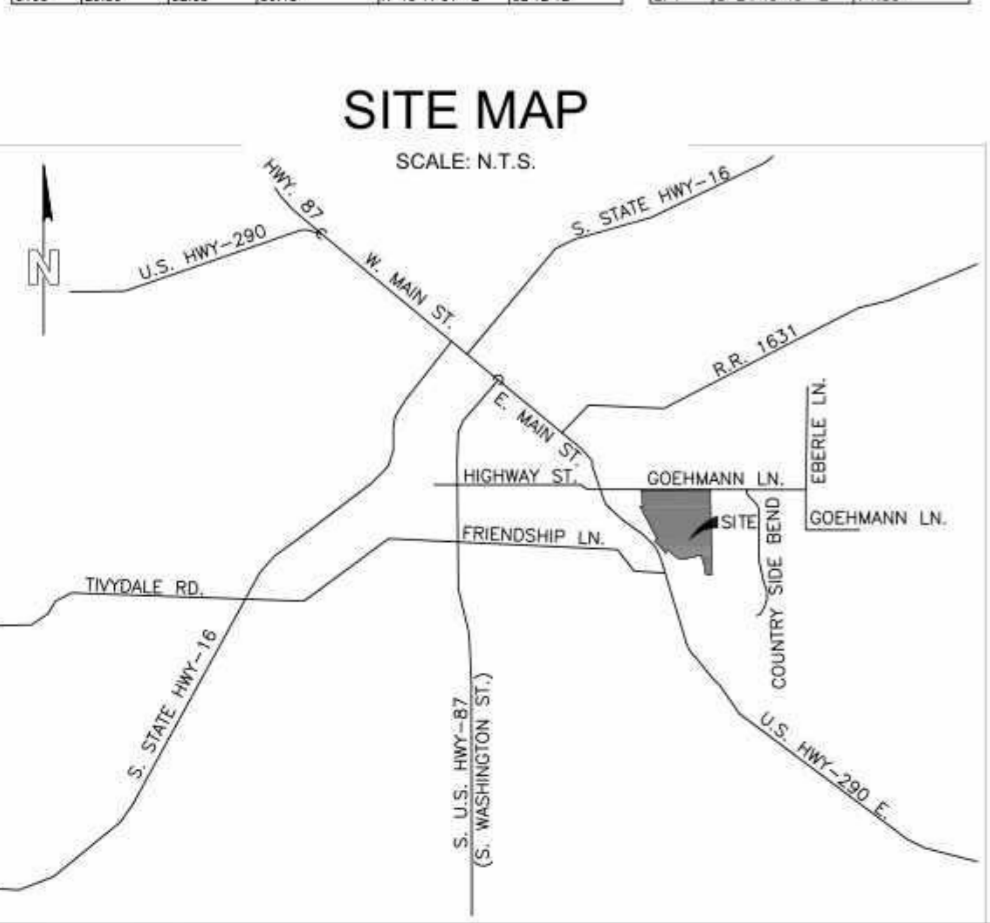 SITE MAP
SCALE: N.T.S.
HWY. 87
S. STATE HWY-16
U.S. HWY-290
N
W. MAIN ST.
R.R. 1631
E. MAIN ST.
EBERLE LN.
HIGHWAY ST.
GOEHMANN LN.
GOEHMANN LN.
SITE
FRIENDSHIP LN.
COUNTRY SIDE BEND
TIVYDALE RD.
S. STATE HWY-16
S. U.S. HWY-87
(S. WASHINGTON ST.)
U.S. HWY-290 E.